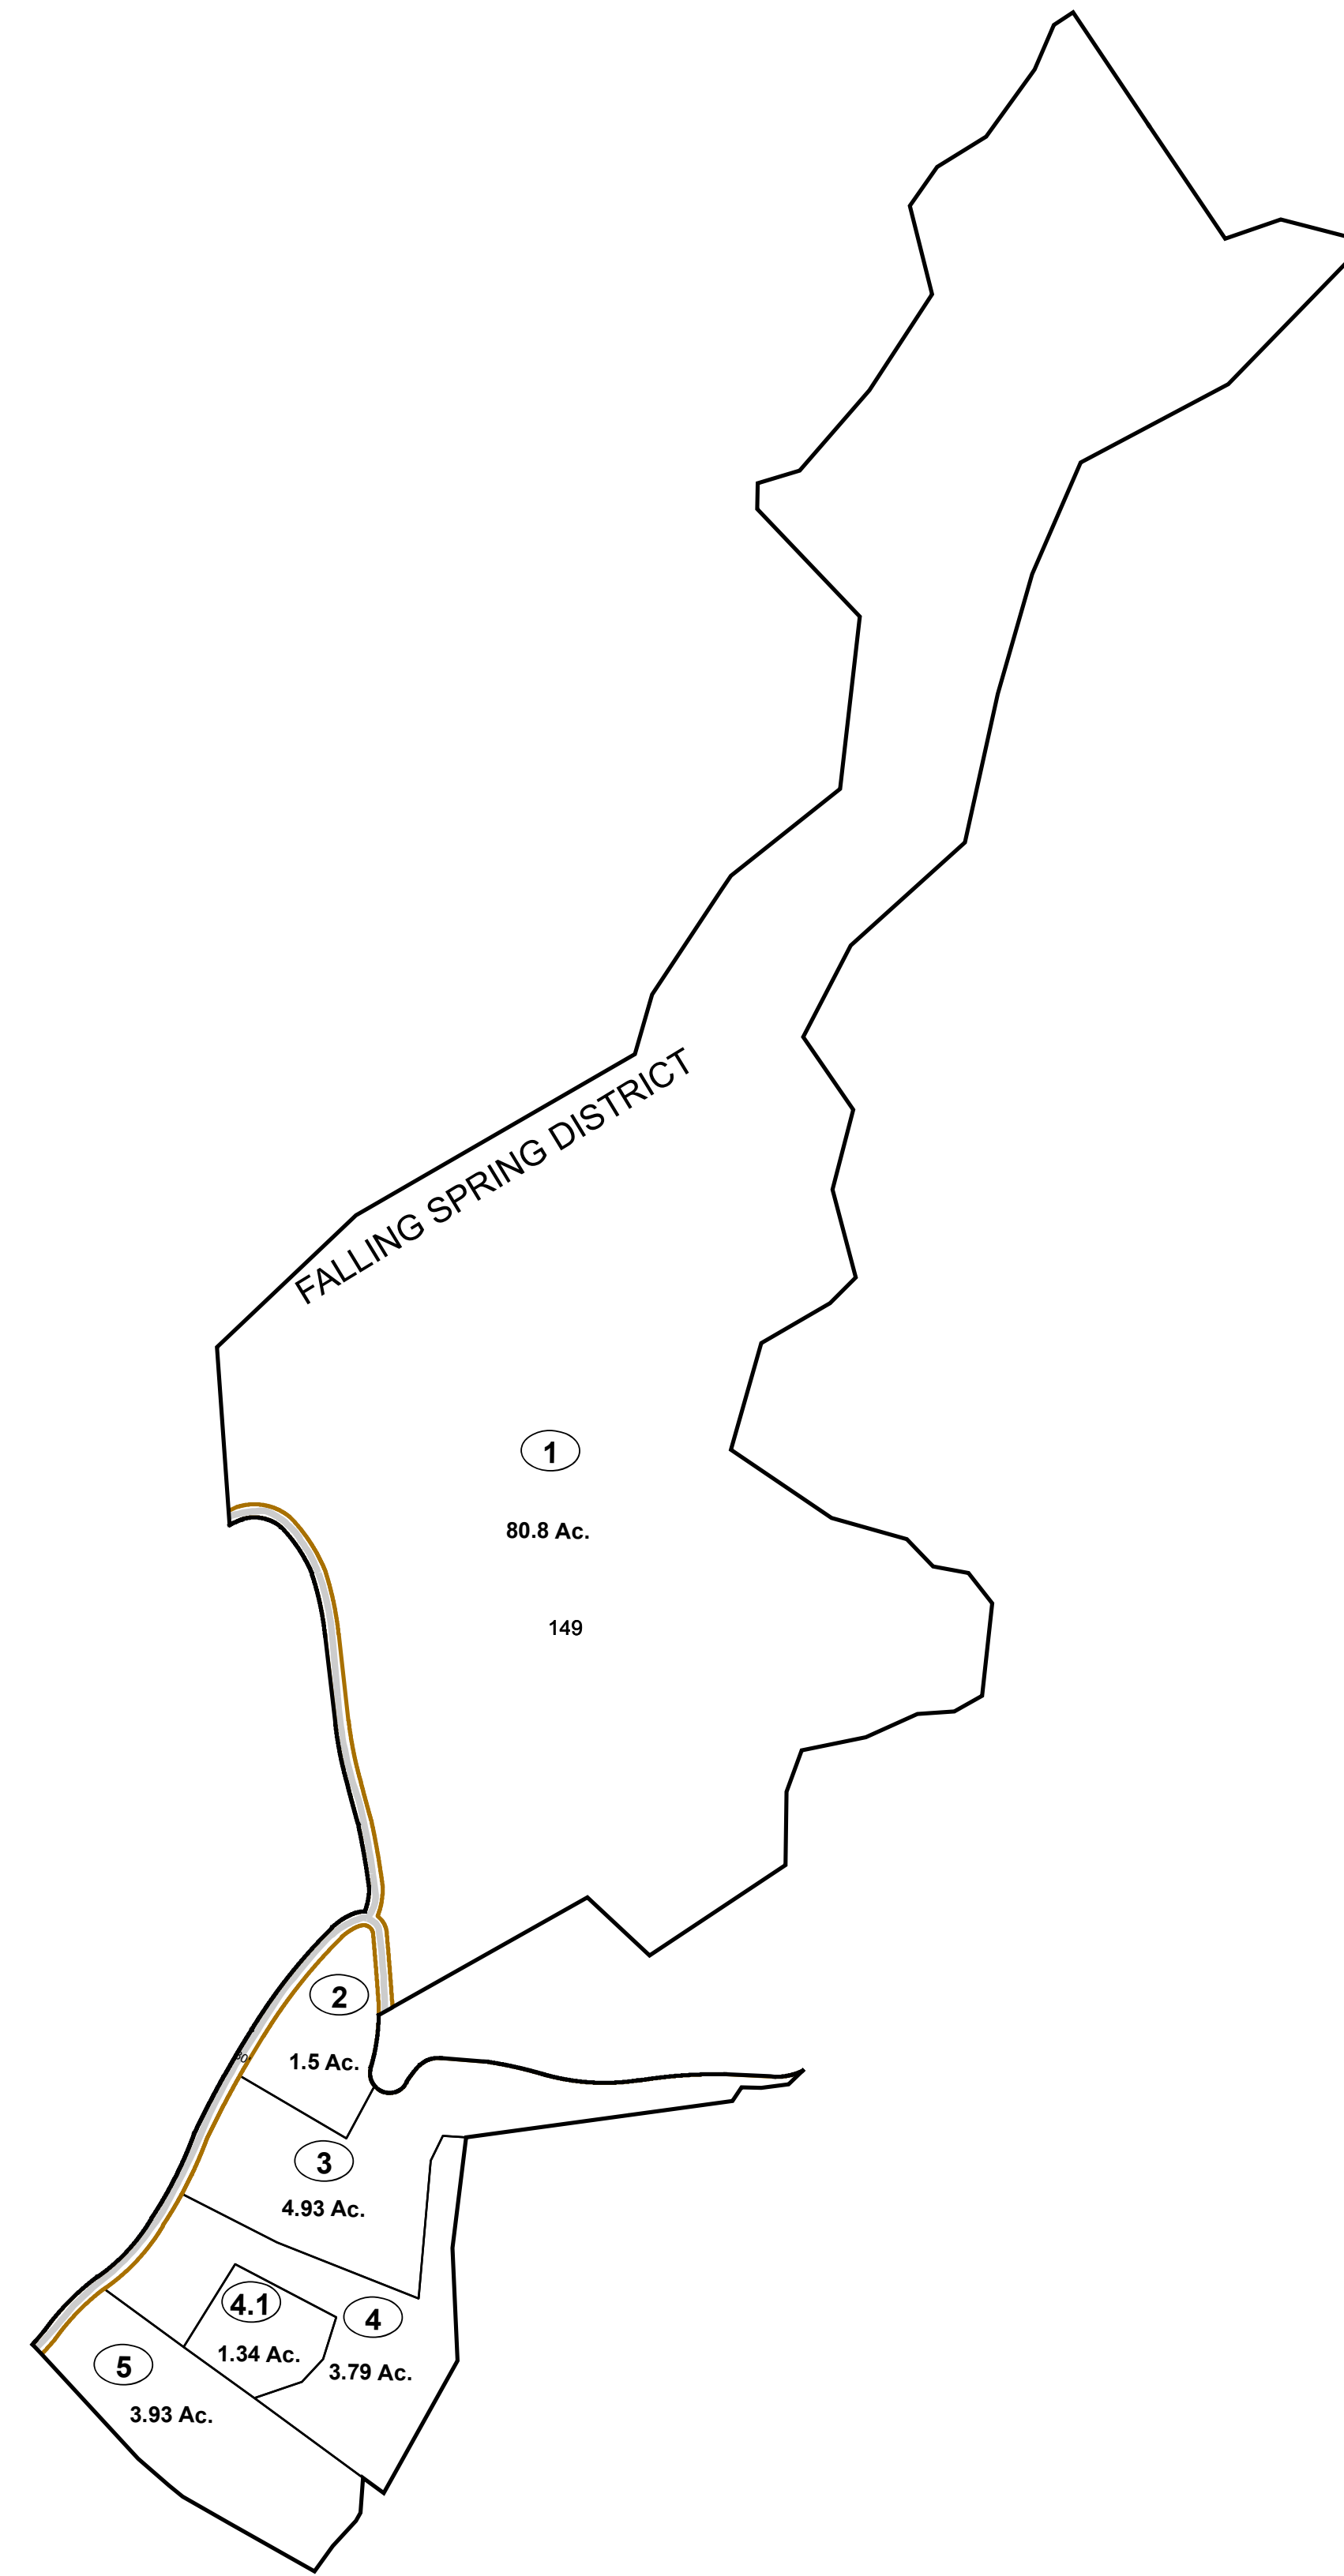 FALLING SPRING DISTRICT
1
80.8 Ac.
149
2
1.5 Ac.
3
4.93 Ac.
4.1
4
1.34 Ac.
3.79 Ac.
5
3.93 Ac.